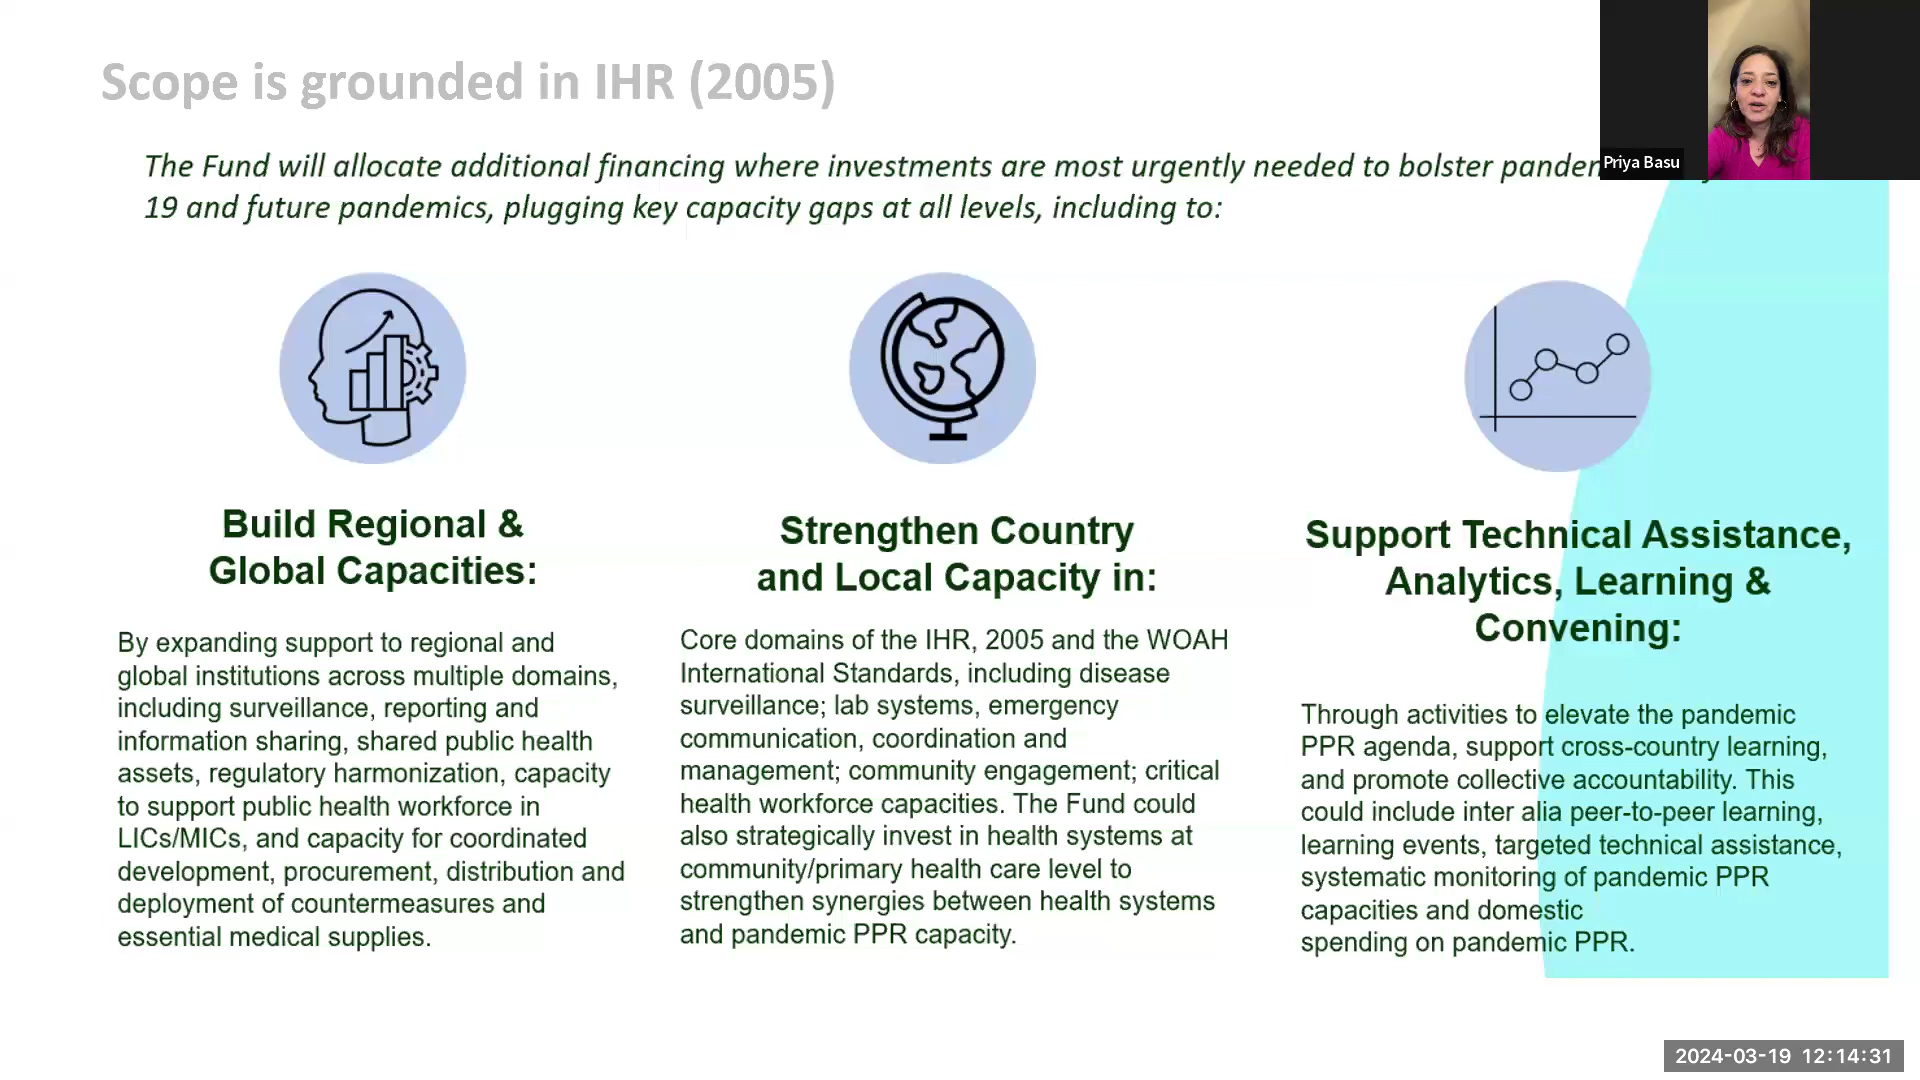 Scope is grounded in IHR (2005)
Priya Basu
The Fund will allocate additional financing where investments are most urgently needed to bolster
19 and future pandemics, plugging key capacity gaps at all levels, including to:
Build Regional &
Global Capacities:
By expanding support to regional and
global institutions across multiple domains,
including surveillance, reporting and
information sharing, shared public health
assets, regulatory harmonization, capacity
to support public health workforce in
LICs/MICs, and capacity for coordinated
development, procurement, distribution and
deployment of countermeasures and
essential medical supplies.
Strengthen Country
and Local Capacity in:
Core domains of the IHR, 2005 and the WOAH
International Standards, including disease
surveillance; lab systems, emergency
communication, coordination and
management; community engagement; critical
health workforce capacities. The Fund could
also strategically invest in health systems at
community/primary health care level to
strengthen synergies between health systems
and pandemic PPR capacity.
Support Technical Assistance,
Analytics, Learning &
Convening:
Through activities to elevate the pandemic
PPR agenda, support cross-country learning,
and promote collective accountability. This
could include inter alia peer-to-peer learning,
learning events, targeted technical assistance,
systematic monitoring of pandemic PPR
capacities and domestic
spending on pandemic PPR.
2024-03-19 12:14:31